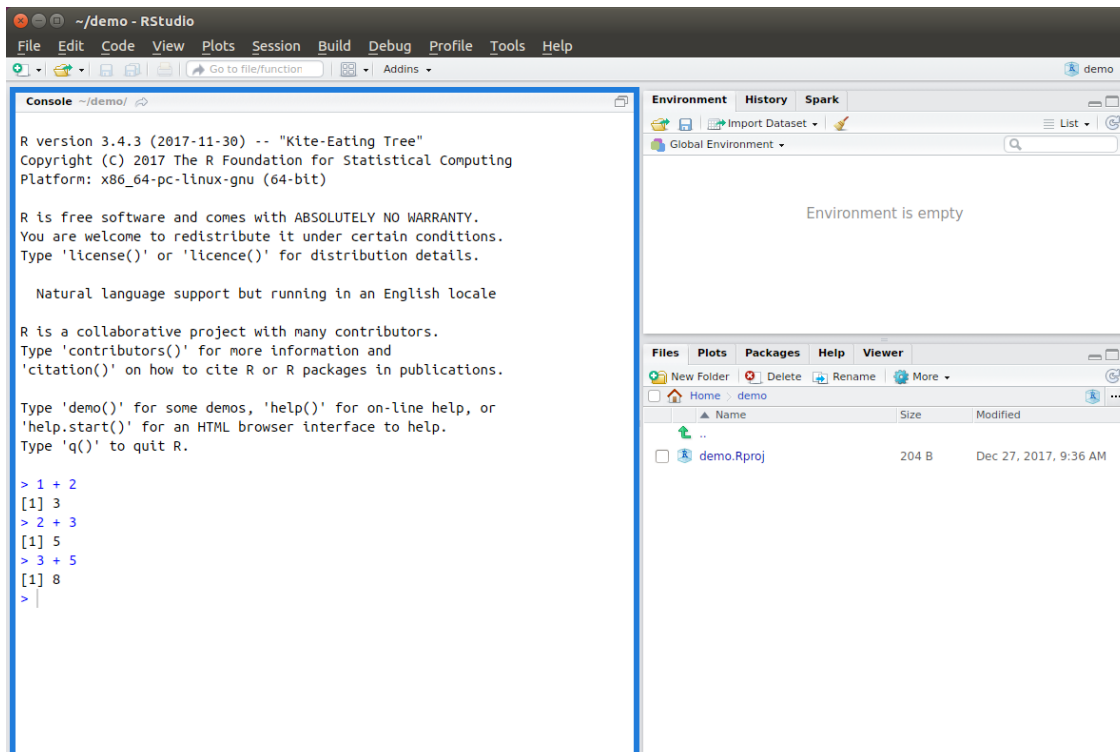 ~/demo - RStudio
File Edit Code View Plots Session Build Debug Profile Tools Help
Go to file/function Addins demo
Console ~/demo/
R version 3.4.3 (2017-11-30) -- "Kite-Eating Tree"
Copyright (C) 2017 The R Foundation for Statistical Computing
Platform: x86_64-pc-linux-gnu (64-bit)
R is free software and comes with ABSOLUTELY NO WARRANTY.
You are welcome to redistribute it under certain conditions.
Type 'license()' or 'licence()' for distribution details.
Natural language support but running in an English locale
R is a collaborative project with many contributors.
Type 'contributors()' for more information and
'citation()' on how to cite R or R packages in publications.
Type 'demo()' for some demos, 'help()' for on-line help, or
'help.start()' for an HTML browser interface to help.
Type 'q()' to quit R.
> 1 + 2
[1] 3
> 2 + 3
[1] 5
> 3 + 5
[1] 8
>
Environment History Spark
Import Dataset List
Global Environment
Environment is empty
Files Plots Packages Help Viewer
New Folder Delete Rename More
Home demo
Name Size Modified
..
demo.Rproj 204 B Dec 27, 2017, 9:36 AM